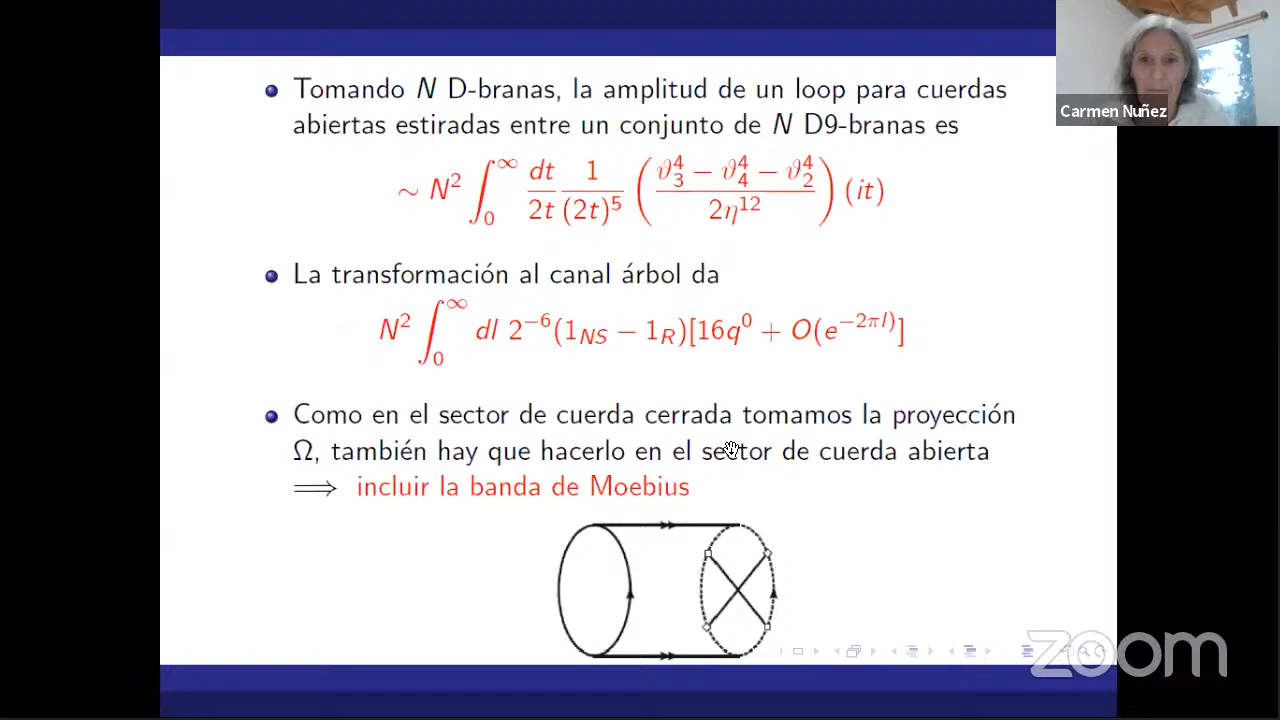 Tomando N D-branas, la amplitud de un loop para cuerdas
abiertas estiradas entre un conjunto de N D9-branas es
∼ N² ∫₀^∞ dt/2t 1/(2t)⁵ ( (ϑ₃⁴ − ϑ₄⁴ − ϑ₂⁴) / 2η¹² ) (it)
La transformación al canal árbol da
N² ∫₀^∞ dl 2⁻⁶(1_NS − 1_R)[16q⁰ + O(e^{−2πl)}]
Como en el sector de cuerda cerrada tomamos la proyección
Ω, también hay que hacerlo en el sector de cuerda abierta
⟹ incluir la banda de Moebius
Carmen Nuñez
zoom